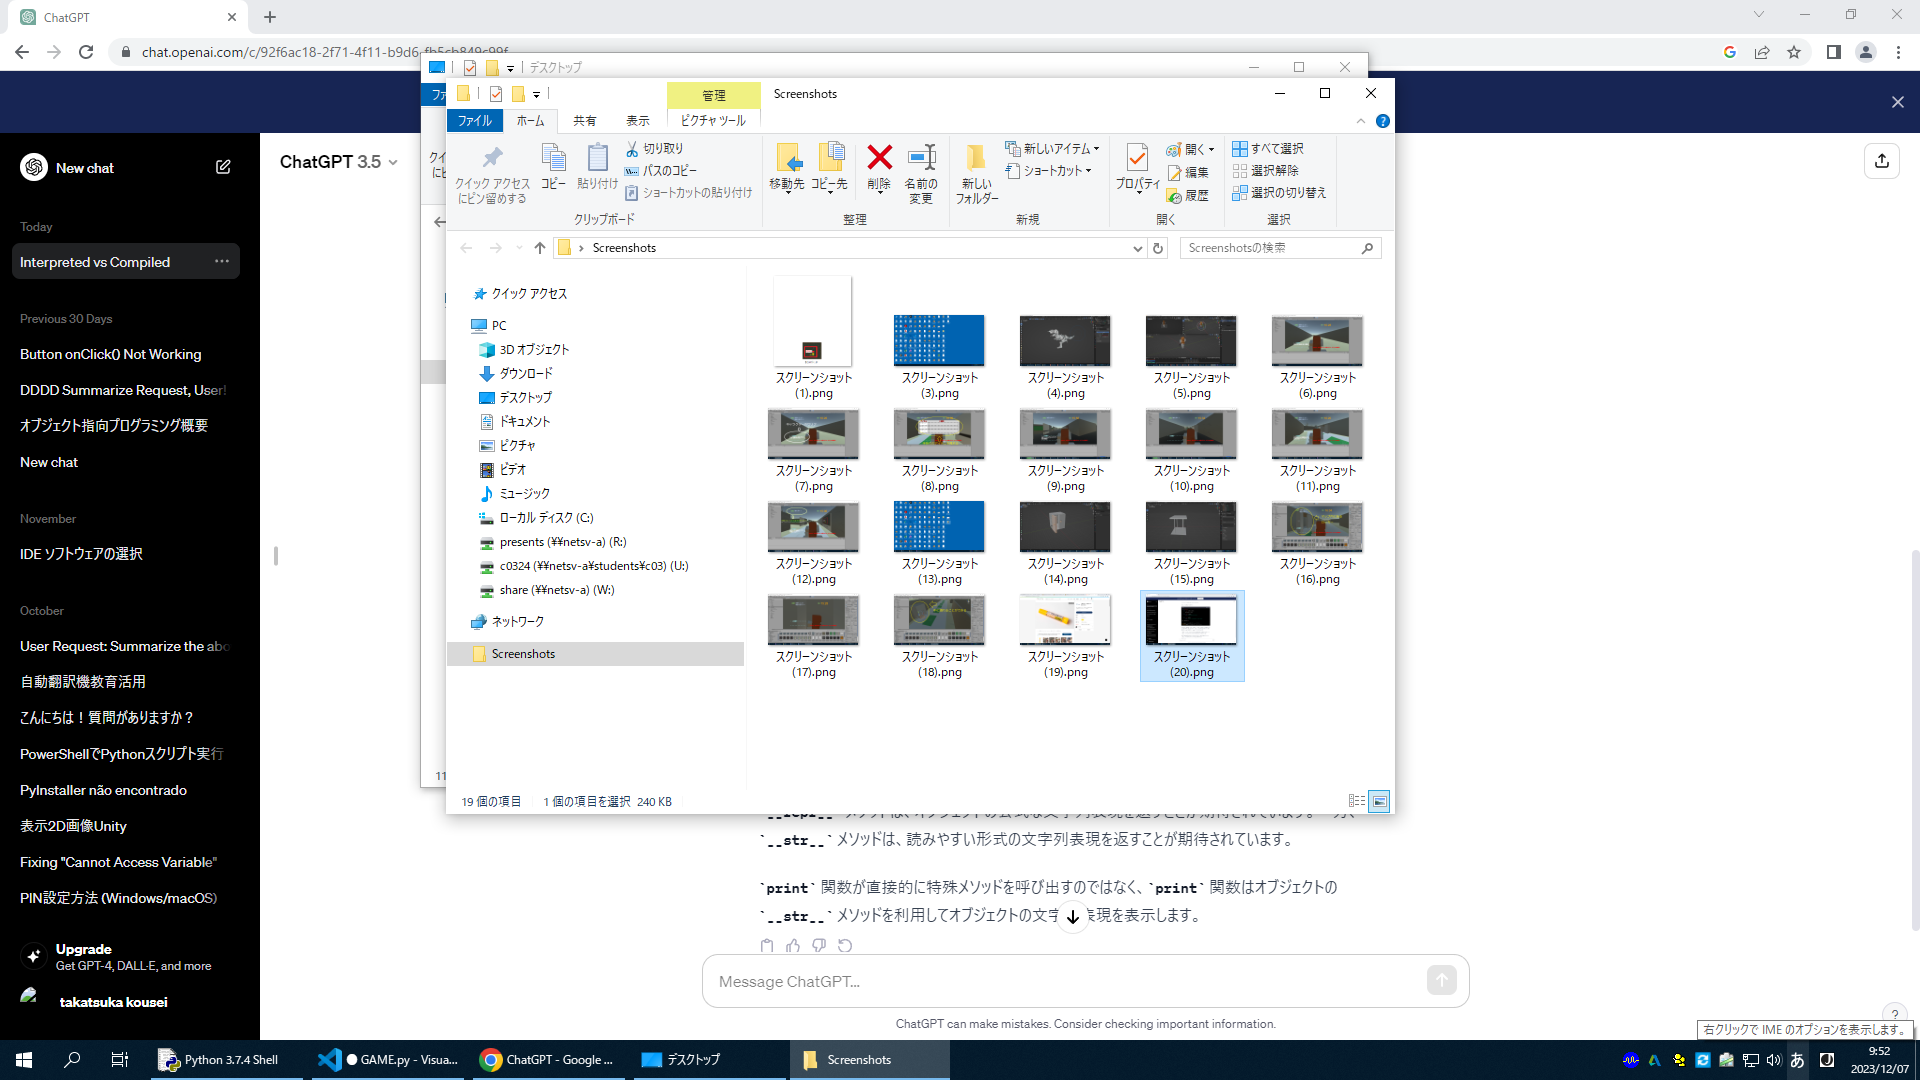 ChatGPT
chat.openai.com/c/92f6ac18-2f71-4f11-b9d6-fb5cb849c99f
デスクトップ
管理
Screenshots
ファイル
ホーム
共有
表示
ピクチャ ツール
クイック アクセス
にピン留めする
コピー
貼り付け
切り取り
パスのコピー
ショートカットの貼り付け
クリップボード
移動先
コピー先
削除
名前の
変更
整理
新しい
フォルダー
新しいアイテム
ショートカット
新規
プロパティ
開く
編集
履歴
開く
すべて選択
選択解除
選択の切り替え
選択
Screenshots
Screenshotsの検索
クイック アクセス
PC
3D オブジェクト
ダウンロード
デスクトップ
ドキュメント
ピクチャ
ビデオ
ミュージック
ローカル ディスク (C:)
presents (¥¥netsv-a) (R:)
c0324 (¥¥netsv-a¥students¥c03) (U:)
share (¥¥netsv-a) (W:)
ネットワーク
Screenshots
スクリーンショット
(1).png
スクリーンショット
(3).png
スクリーンショット
(4).png
スクリーンショット
(5).png
スクリーンショット
(6).png
スクリーンショット
(7).png
スクリーンショット
(8).png
スクリーンショット
(9).png
スクリーンショット
(10).png
スクリーンショット
(11).png
スクリーンショット
(12).png
スクリーンショット
(13).png
スクリーンショット
(14).png
スクリーンショット
(15).png
スクリーンショット
(16).png
スクリーンショット
(17).png
スクリーンショット
(18).png
スクリーンショット
(19).png
スクリーンショット
(20).png
19 個の項目
1 個の項目を選択 240 KB
New chat
Today
Interpreted vs Compiled
Previous 30 Days
Button onClick() Not Working
DDDD Summarize Request, User!
オブジェクト指向プログラミング概要
New chat
November
IDE ソフトウェアの選択
October
User Request: Summarize the abo
自動翻訳機教育活用
こんにちは！質問がありますか？
PowerShellでPythonスクリプト実行
PyInstaller não encontrado
表示2D画像Unity
Fixing "Cannot Access Variable"
PIN設定方法 (Windows/macOS)
Upgrade
Get GPT-4, DALL·E, and more
takatsuka kousei
ChatGPT 3.5
`__str__` メソッドは、読みやすい形式の文字列表現を返すことが期待されています。
`print` 関数が直接的に特殊メソッドを呼び出すのではなく、`print` 関数はオブジェクトの
`__str__` メソッドを利用してオブジェクトの文字 表現を表示します。
Message ChatGPT...
ChatGPT can make mistakes. Consider checking important information.
?
右クリックで IME のオプションを表示します。
Python 3.7.4 Shell
● GAME.py - Visua...
ChatGPT - Google ...
デスクトップ
Screenshots
あ
9:52
2023/12/07